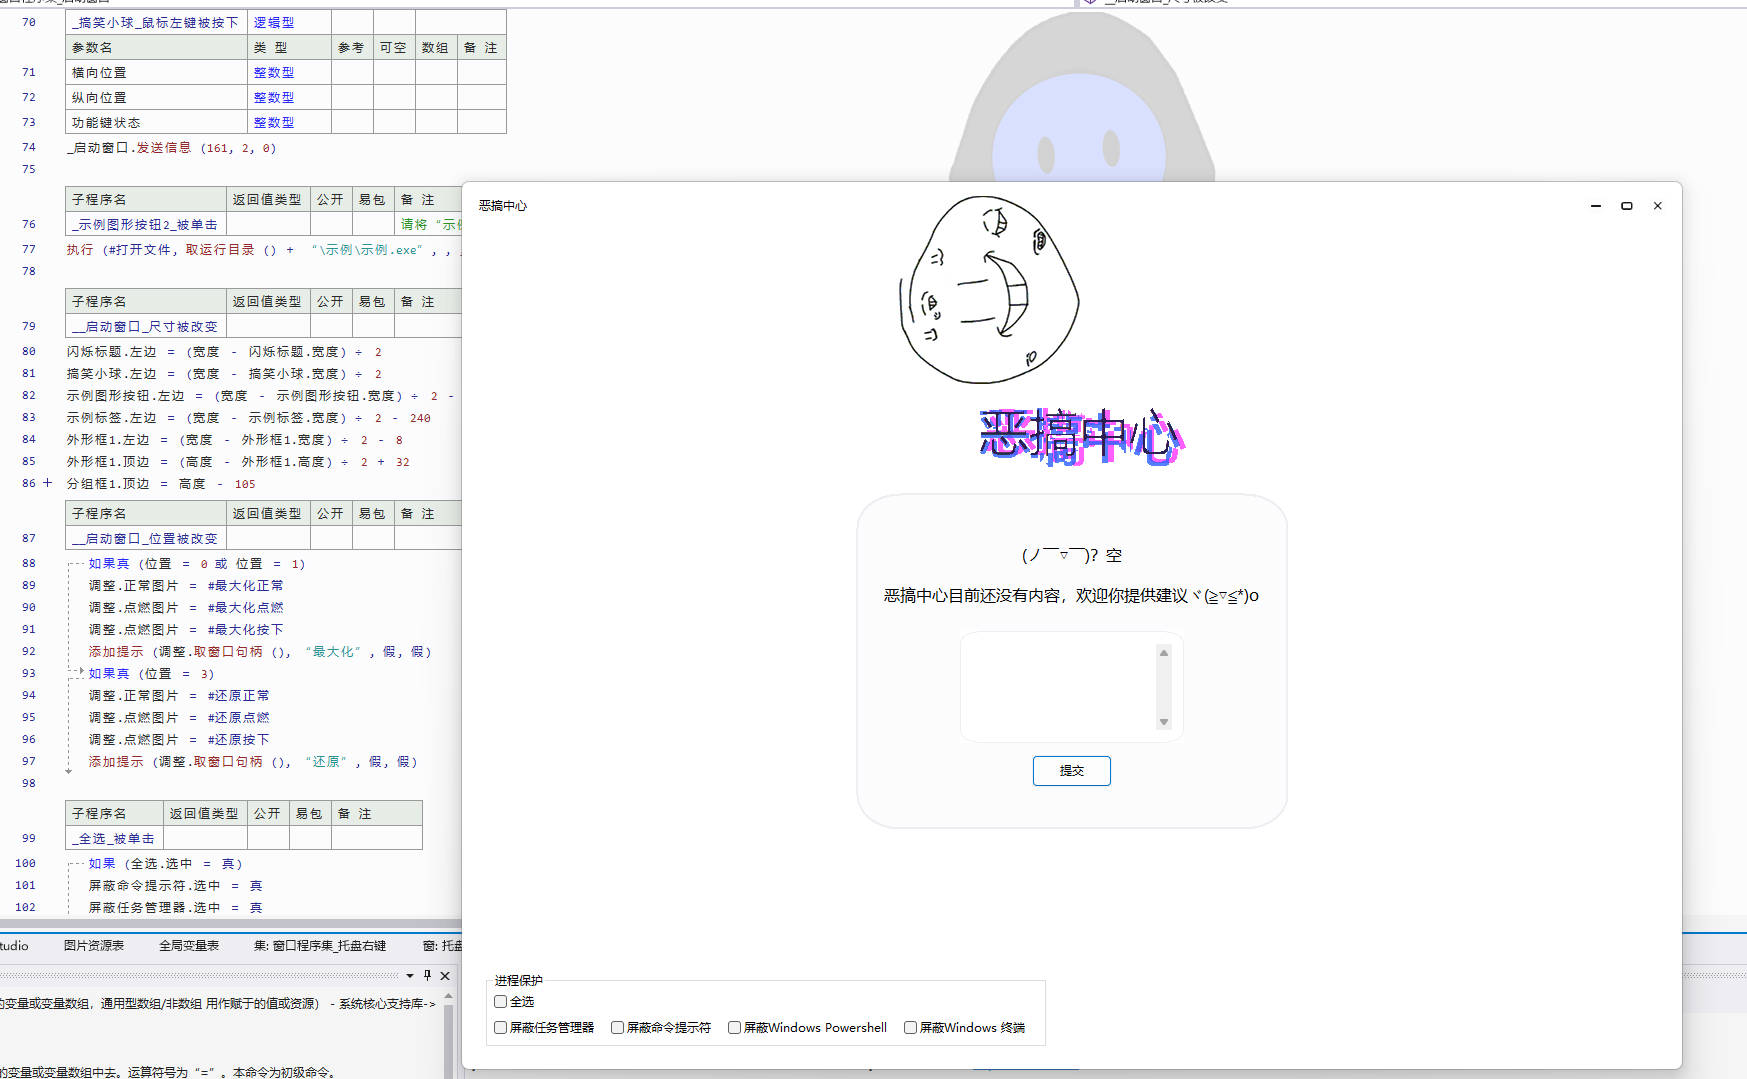 70 _搞笑小球_鼠标左键被按下 逻辑型
参数名 类 型 参考 可空 数组 备 注
71 横向位置 整数型
72 纵向位置 整数型
73 功能键状态 整数型
74 _启动窗口.发送信息 (161, 2, 0)
75
子程序名 返回值类型 公开 易包 备 注
76 _示例图形按钮2_被单击 请将“示
77 执行 (#打开文件, 取运行目录 () + “\示例\示例.exe”, ,
78
子程序名 返回值类型 公开 易包 备 注
79 __启动窗口_尺寸被改变
80 闪烁标题.左边 = (宽度 - 闪烁标题.宽度) ÷ 2
81 搞笑小球.左边 = (宽度 - 搞笑小球.宽度) ÷ 2
82 示例图形按钮.左边 = (宽度 - 示例图形按钮.宽度) ÷ 2 -
83 示例标签.左边 = (宽度 - 示例标签.宽度) ÷ 2 - 240
84 外形框1.左边 = (宽度 - 外形框1.宽度) ÷ 2 - 8
85 外形框1.顶边 = (高度 - 外形框1.高度) ÷ 2 + 32
86 + 分组框1.顶边 = 高度 - 105
子程序名 返回值类型 公开 易包 备 注
87 __启动窗口_位置被改变
88 如果真 (位置 = 0 或 位置 = 1)
89 调整.正常图片 = #最大化正常
90 调整.点燃图片 = #最大化点燃
91 调整.点燃图片 = #最大化按下
92 添加提示 (调整.取窗口句柄 (), “最大化”, 假, 假)
93 如果真 (位置 = 3)
94 调整.正常图片 = #还原正常
95 调整.点燃图片 = #还原点燃
96 调整.点燃图片 = #还原按下
97 添加提示 (调整.取窗口句柄 (), “还原”, 假, 假)
98
子程序名 返回值类型 公开 易包 备 注
99 _全选_被单击
100 如果 (全选.选中 = 真)
101 屏蔽命令提示符.选中 = 真
102 屏蔽任务管理器.选中 = 真
tudio 图片资源表 全局变量表 集: 窗口程序集_托盘右键 窗: 托盘
的变量或变量数组，通用型数组/非数组 用作赋于的值或资源） - 系统核心支持库->
的变量或变量数组中去。运算符号为“=”。本命令为初级命令。
恶搞中心
恶搞中心
(ノ￣▽￣)? 空
恶搞中心目前还没有内容，欢迎你提供建议ヾ(≧▽≦*)o
提交
进程保护
全选
屏蔽任务管理器 屏蔽命令提示符 屏蔽Windows Powershell 屏蔽Windows 终端